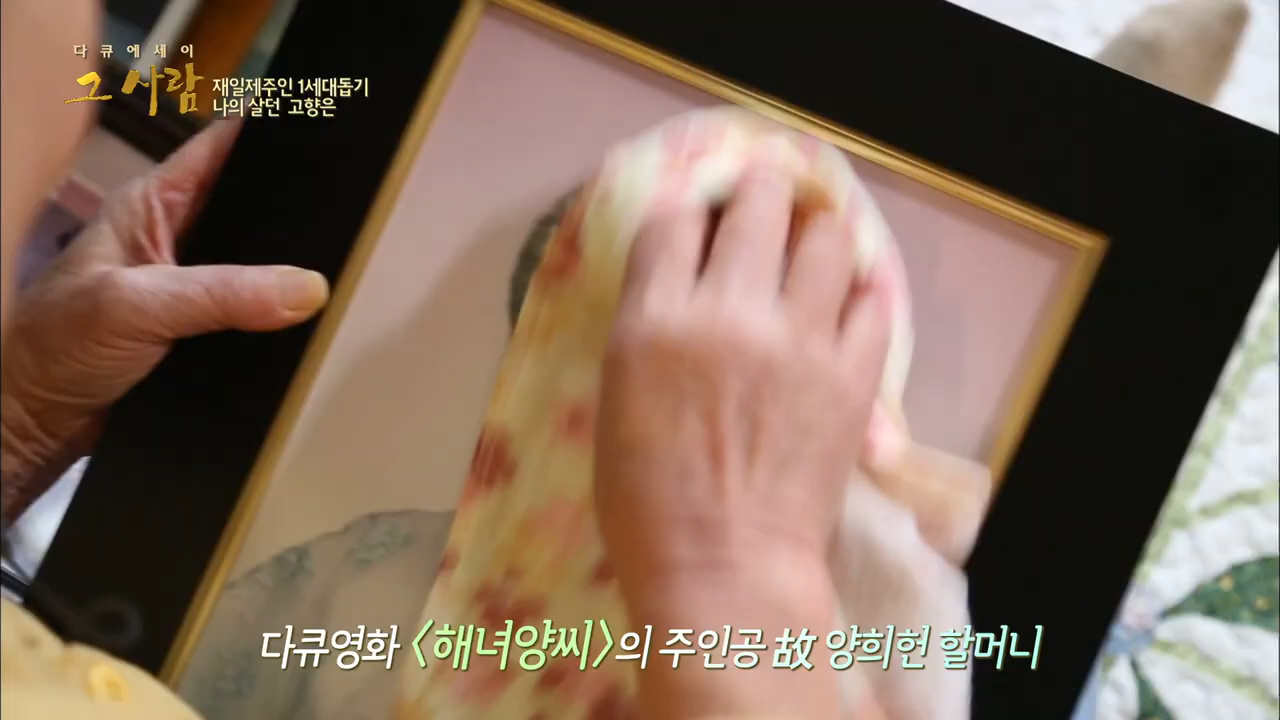 다큐에세이
그 사람
재일제주인 1세대돕기
나의 살던 고향은
다큐영화 <해녀양씨>의 주인공 故 양희헌 할머니